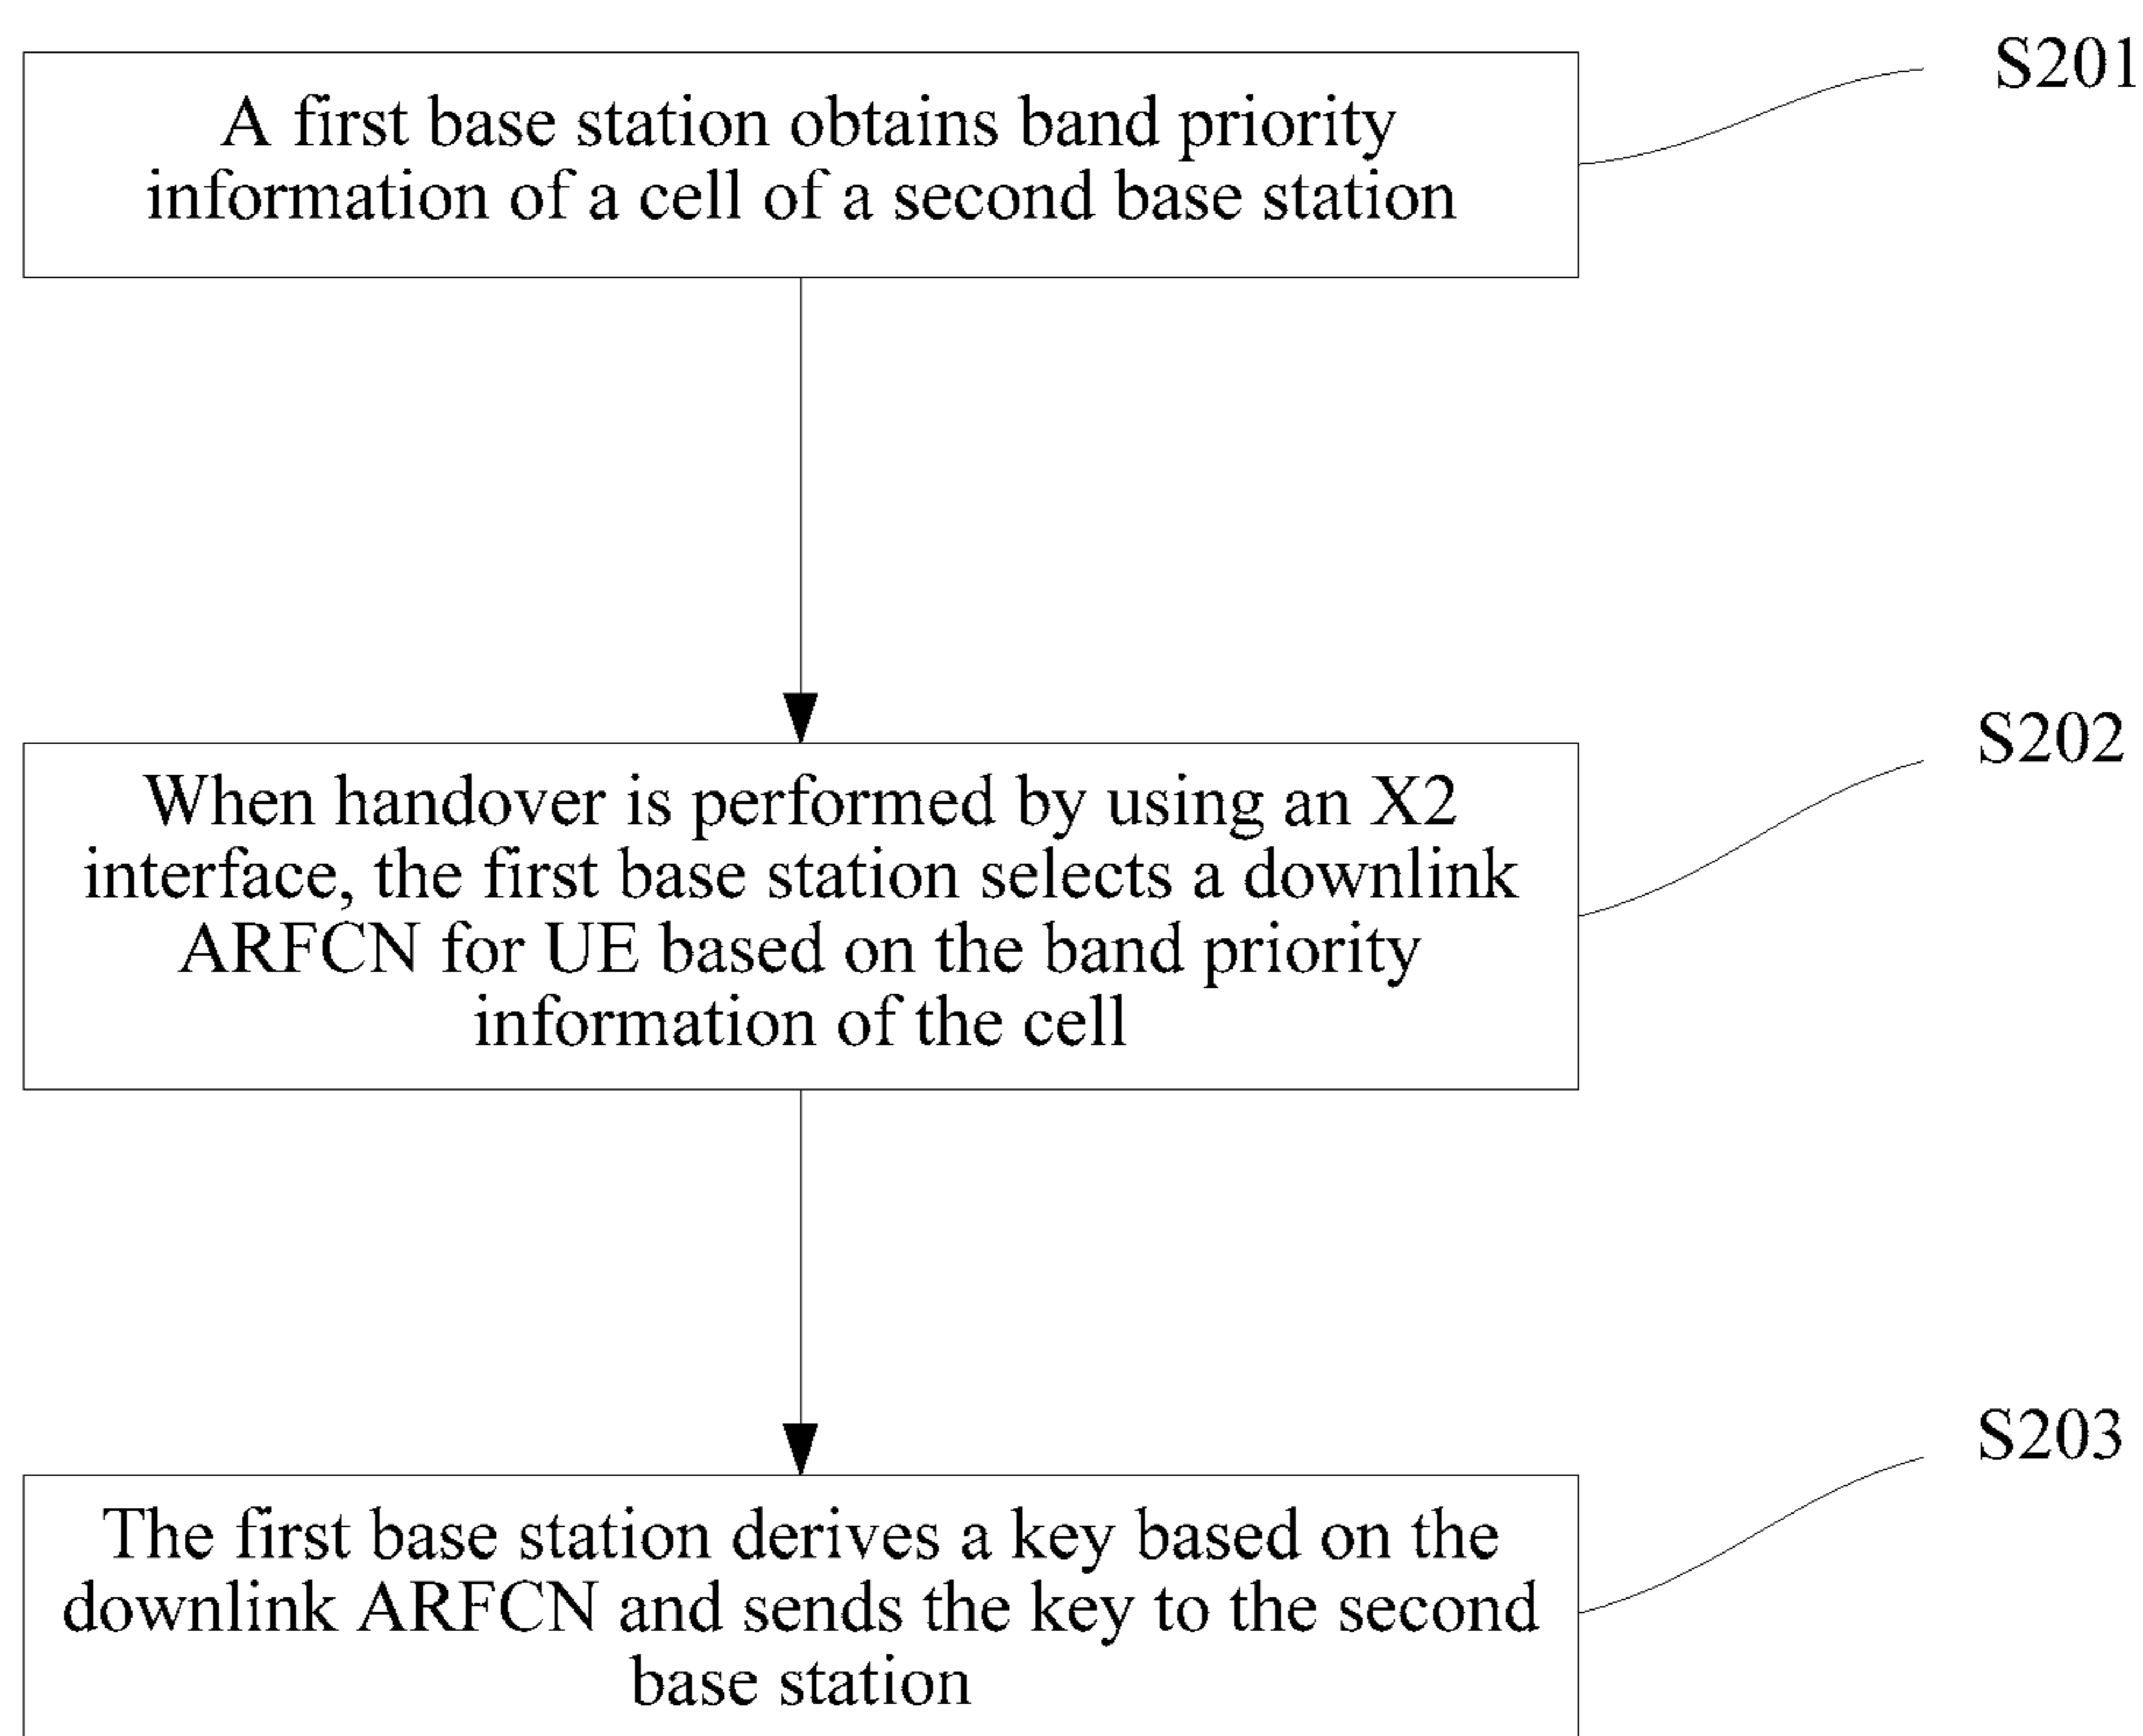 S201
A first base station obtains band priority
information of a cell of a second base station
S202
When handover is performed by using an X2
interface, the first base station selects a downlink
ARFCN for UE based on the band priority
information of the cell
S203
The first base station derives a key based on the
downlink ARFCN and sends the key to the second
base station